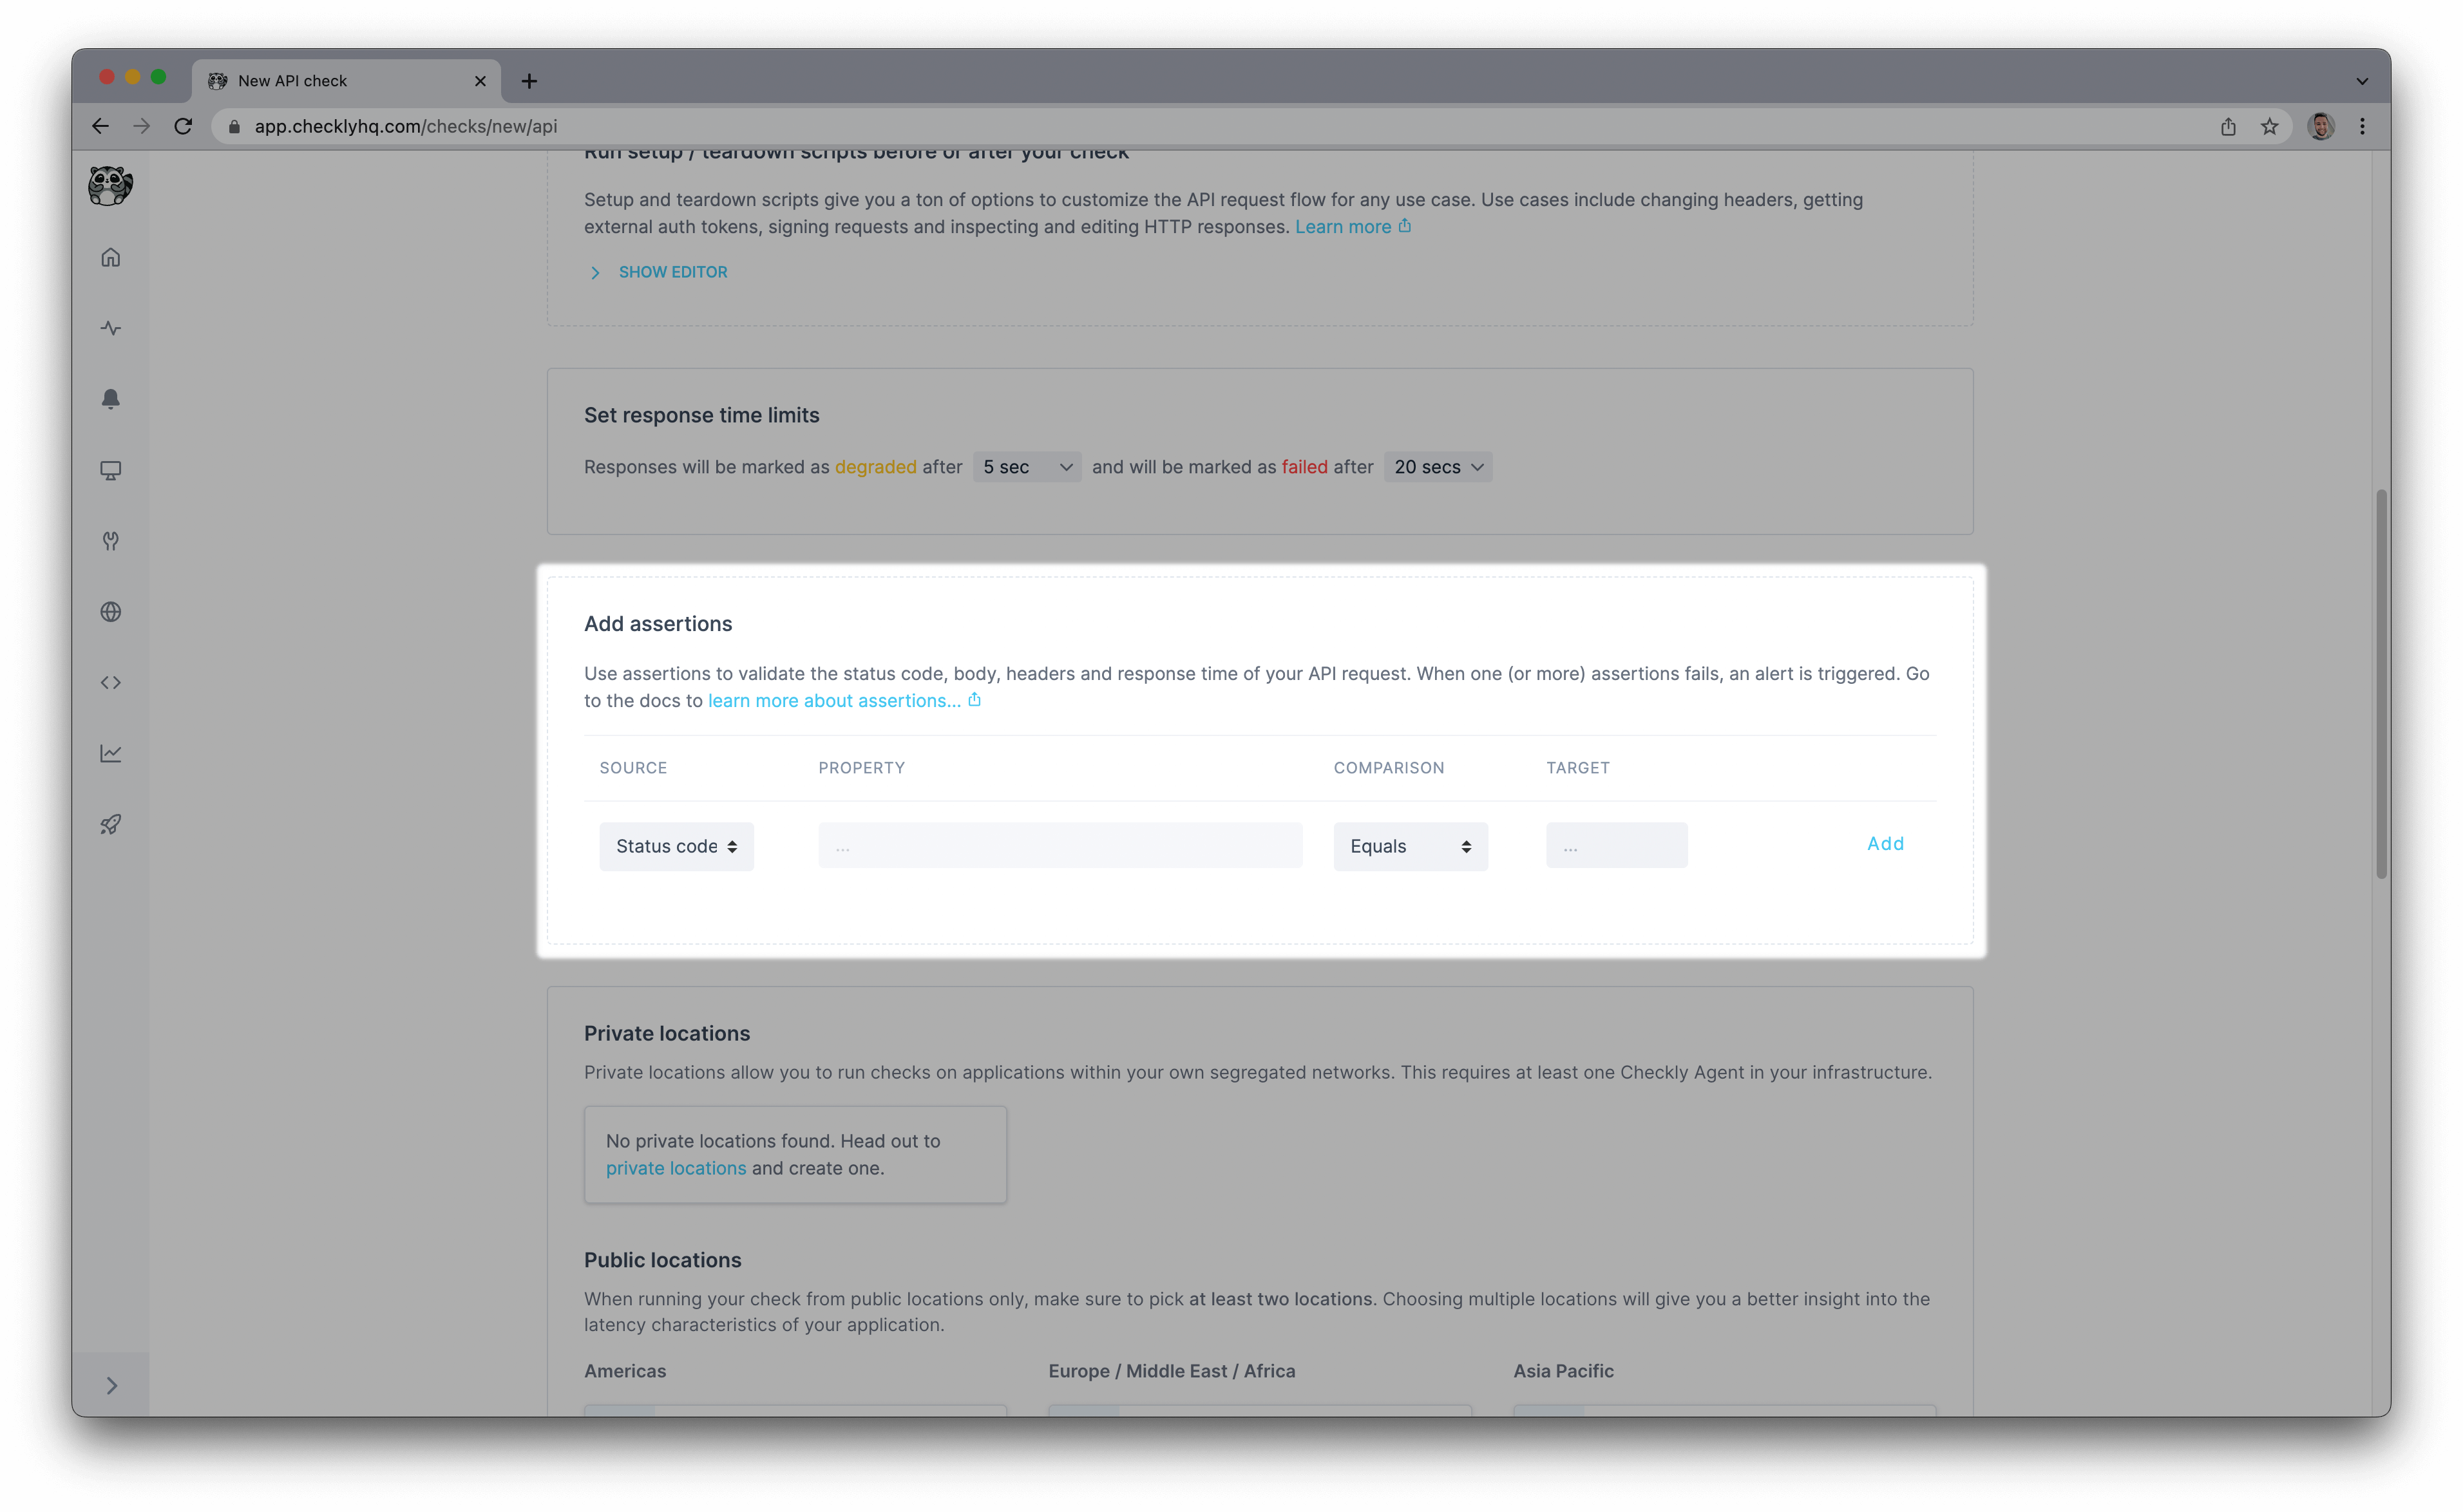 New API check
app.checklyhq.com/checks/new/api
Run setup / teardown scripts before or after your check
Setup and teardown scripts give you a ton of options to customize the API request flow for any use case. Use cases include changing headers, getting
external auth tokens, signing requests and inspecting and editing HTTP responses. Learn more
SHOW EDITOR
Set response time limits
Responses will be marked as degraded after 5 sec and will be marked as failed after 20 secs
Add assertions
Use assertions to validate the status code, body, headers and response time of your API request. When one (or more) assertions fails, an alert is triggered. Go
to the docs to learn more about assertions...
SOURCE PROPERTY COMPARISON TARGET
Status code ... Equals ... Add
Private locations
Private locations allow you to run checks on applications within your own segregated networks. This requires at least one Checkly Agent in your infrastructure.
No private locations found. Head out to
private locations and create one.
Public locations
When running your check from public locations only, make sure to pick at least two locations. Choosing multiple locations will give you a better insight into the
latency characteristics of your application.
Americas Europe / Middle East / Africa Asia Pacific